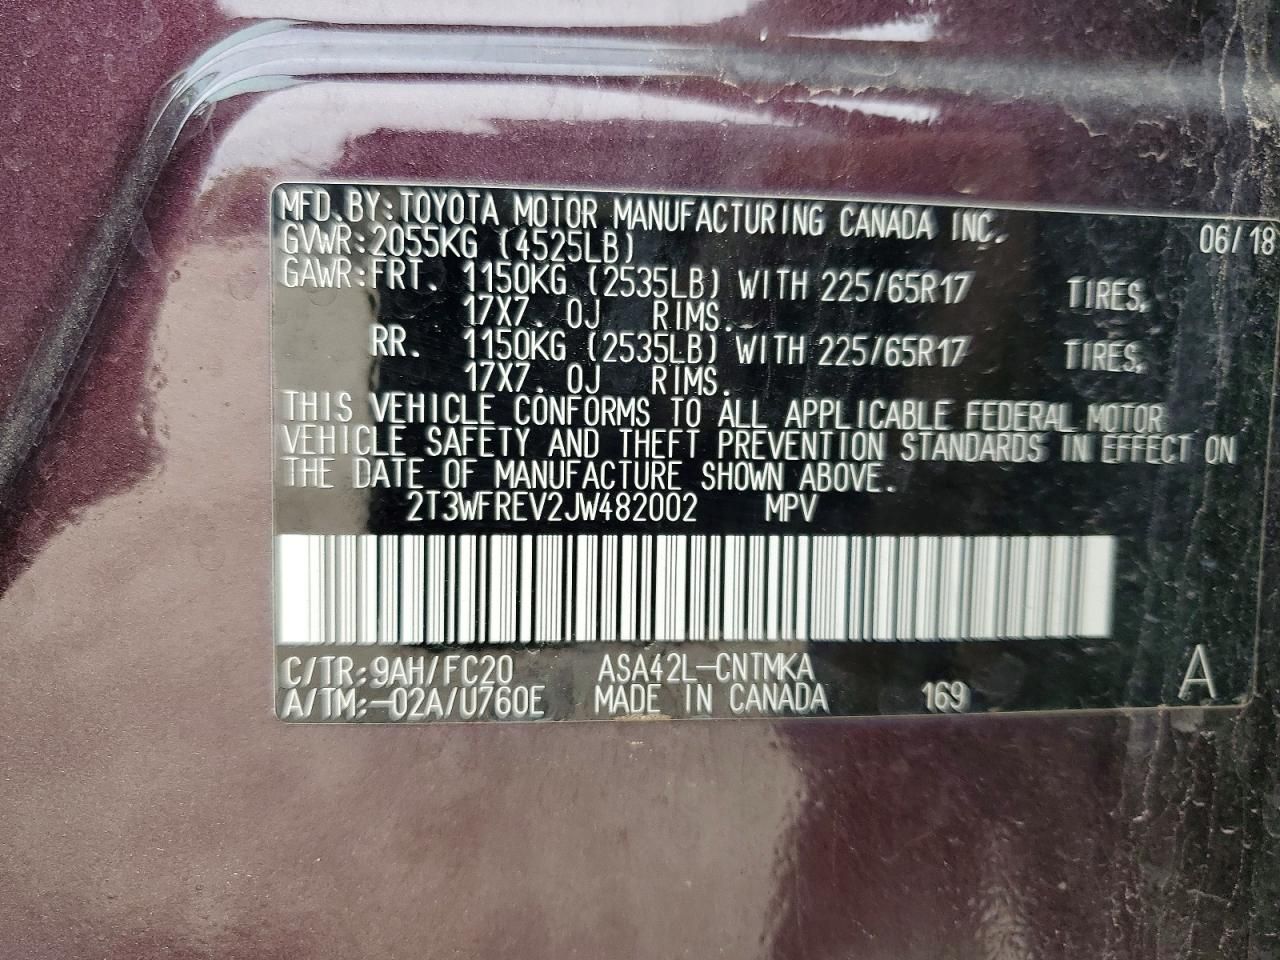 MFD. BY: TOYOTA MOTOR MANUFACTURING CANADA INC. 06/18
GVWR: 2055KG (4525LB)
GAWR: FRT. 1150KG (2535LB) WITH 225/65R17 TIRES,
17X7. 0J RIMS.
RR. 1150KG (2535LB) WITH 225/65R17 TIRES,
17X7. 0J RIMS.
THIS VEHICLE CONFORMS TO ALL APPLICABLE FEDERAL MOTOR
VEHICLE SAFETY AND THEFT PREVENTION STANDARDS IN EFFECT ON
THE DATE OF MANUFACTURE SHOWN ABOVE.
2T3WFREV2JW482002 MPV
C/TR: 9AH/FC20 ASA42L-CNTMKA A
A/TM: -02A/U760E MADE IN CANADA 169